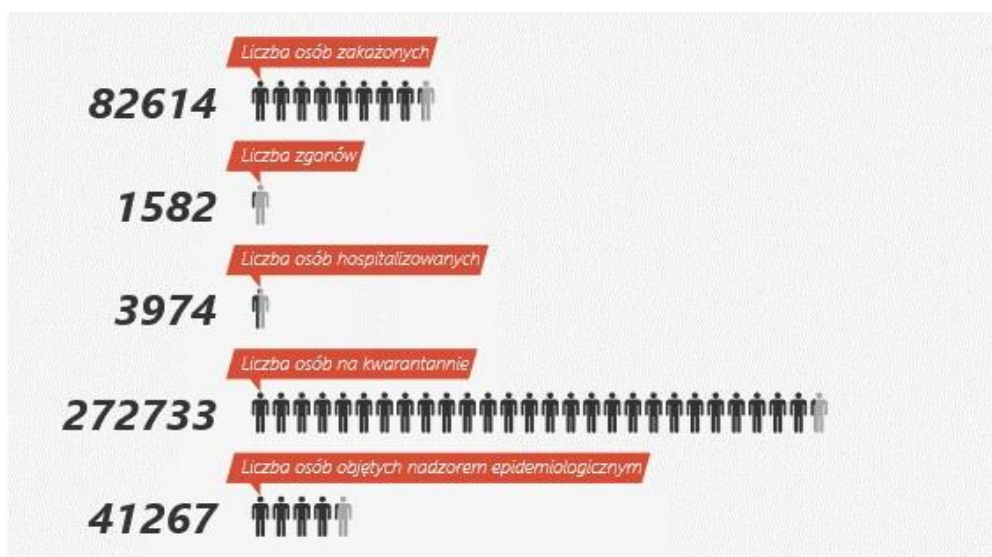 Liczba osób zakażonych
82614
Liczba zgonów
1582
Liczba osób hospitalizowanych
3974
Liczba osób na kwarantannie
272733
Liczba osób objętych nadzorem epidemiologicznym
41267